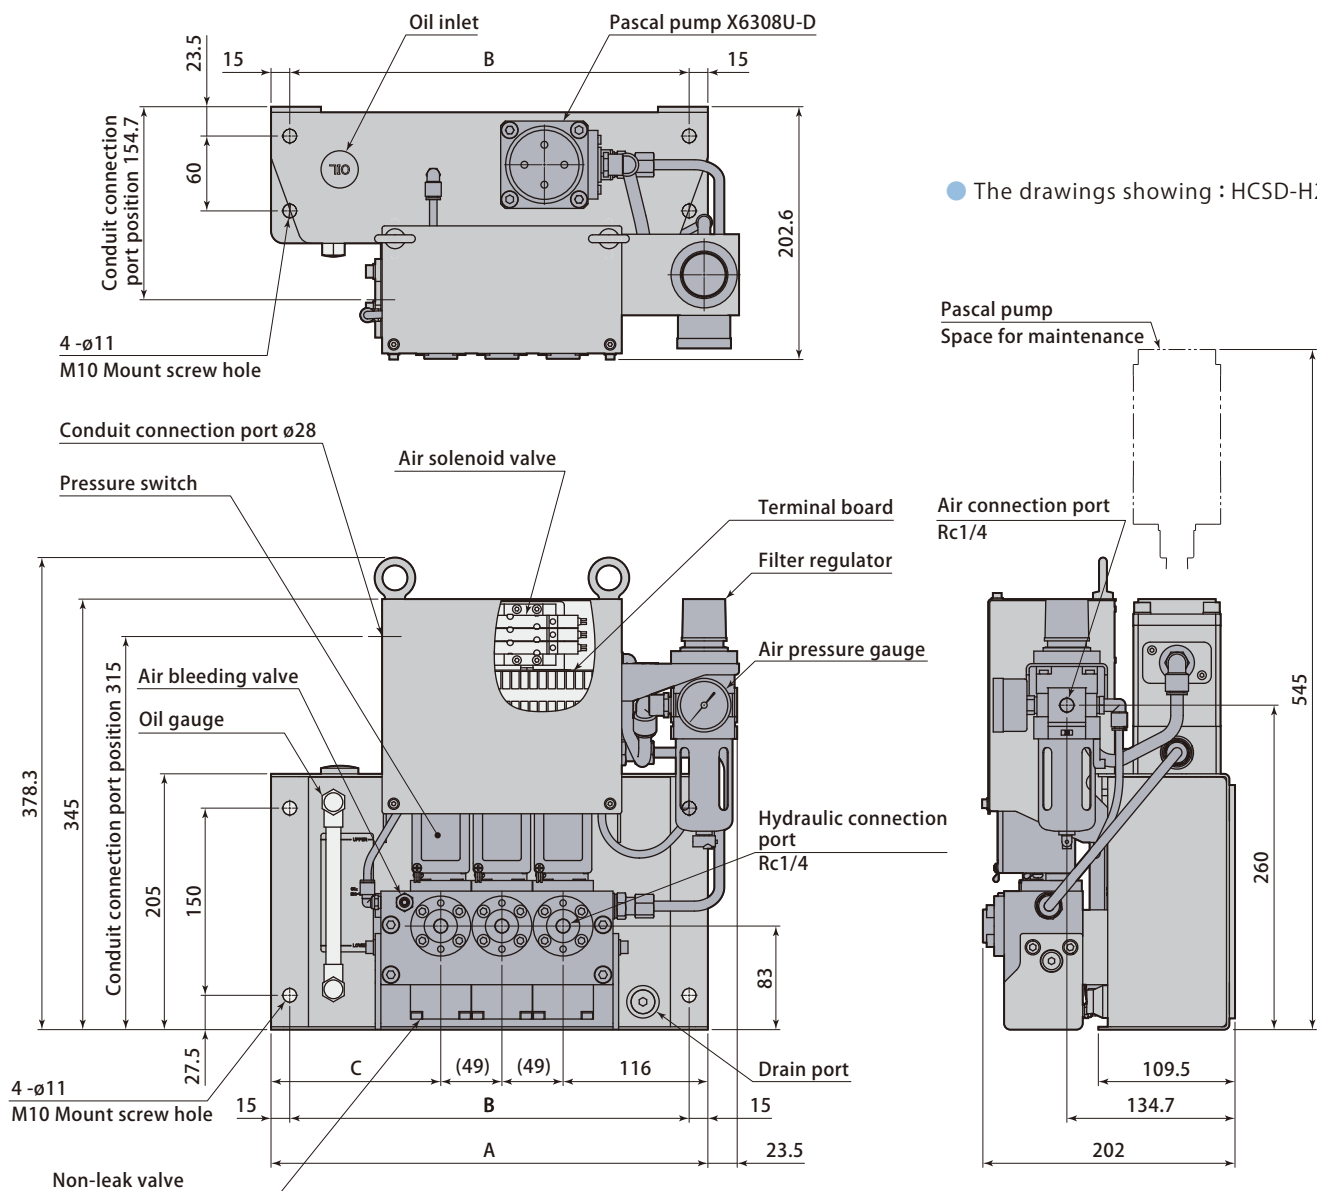 Oil inlet
Pascal pump X6308U-D
23.5
15
B
15
Conduit connection
port position 154.7
60
OIL
202.6
The drawings showing : HCSD-H2
4 -ø11
M10 Mount screw hole
Pascal pump
Space for maintenance
Conduit connection port ø28
Air solenoid valve
Pressure switch
Terminal board
Air connection port
Rc1/4
Filter regulator
Air pressure gauge
Air bleeding valve
Oil gauge
378.3
345
Conduit connection port position 315
205
150
27.5
UPPER
LOWER
Hydraulic connection
port
Rc1/4
83
545
260
C
(49)
(49)
116
Drain port
109.5
4 -ø11
M10 Mount screw hole
15
B
15
134.7
A
23.5
202
Non-leak valve